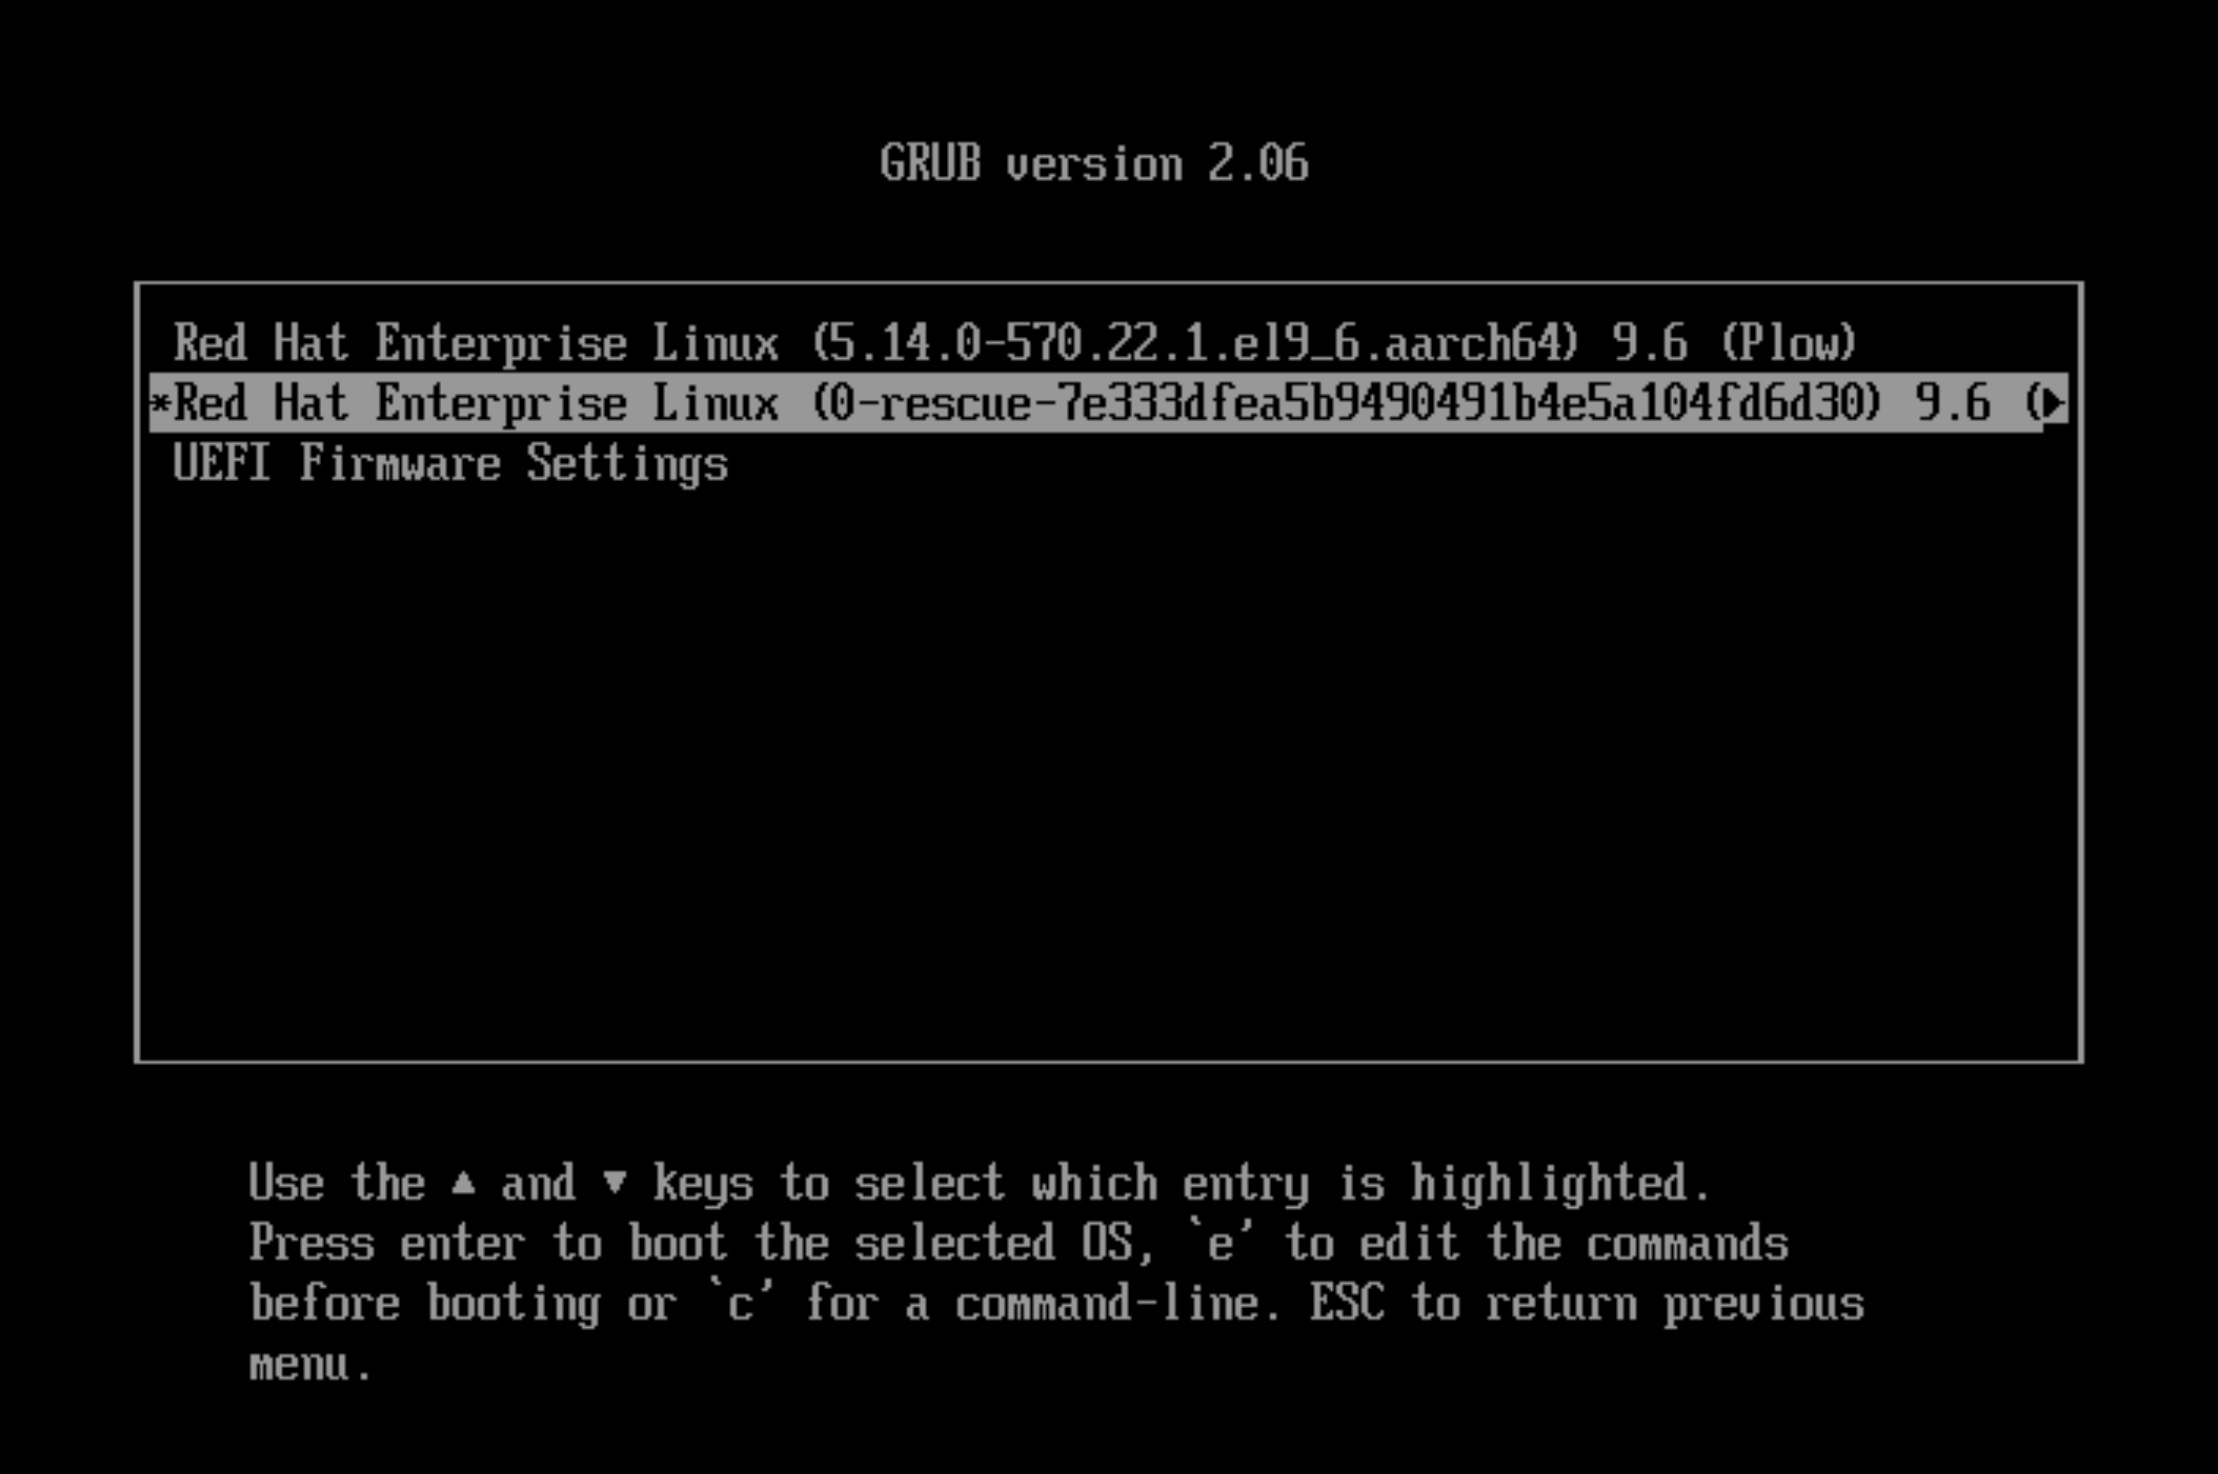 GRUB version 2.06
Red Hat Enterprise Linux (5.14.0-570.22.1.el9_6.aarch64) 9.6 (Plow)
*Red Hat Enterprise Linux (0-rescue-7e333dfea5b9490491b4e5a104fd6d30) 9.6 (▶
UEFI Firmware Settings
Use the ▲ and ▼ keys to select which entry is highlighted.
Press enter to boot the selected OS, `e' to edit the commands
before booting or `c' for a command-line. ESC to return previous
menu.